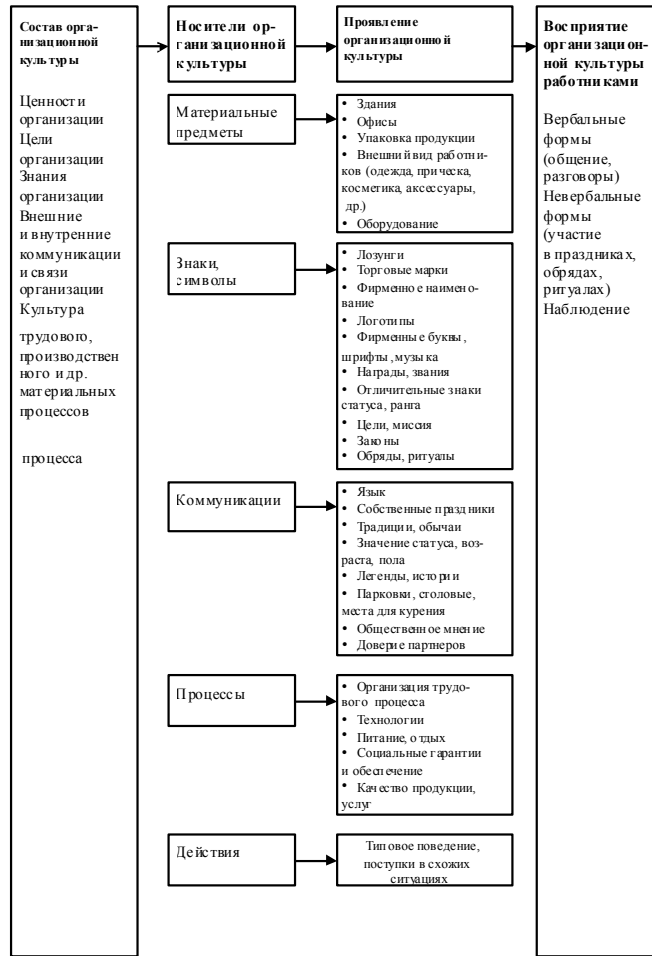 Состав орга-
низационной
культуры
Ценности
организации
Цели
организации
Знания
организации
Внешние
и внутренние
коммуникации
и связи
организации
Культура
трудового,
производствен
ного и др.
материальных
процессов
процесса
Носители ор-
ганизационной
культуры
Проявление
организационной
культуры
Материальные
предметы
• Здания
• Офисы
• Упаковка продукции
• Внешний вид работни-
ков (одежда, прическа,
косметика, аксессуары,
др.)
• Оборудование
Знаки,
символы
• Лозунги
• Торговые марки
• Фирменное наимено-
вание
• Логотипы
• Фирменные буквы,
шрифты, музыка
• Награды, звания
• Отличительные знаки
статуса, ранга
• Цели, миссия
• Законы
• Обряды, ритуалы
Коммуникации
• Язык
• Собственные праздники
• Традиции, обычаи
• Значение статуса, воз-
раста, пола
• Легенды, истории
• Парковки, столовые,
места для курения
• Общественное мнение
• Доверие партнеров
Процессы
• Организация трудо-
вого процесса
• Технологии
• Питание, отдых
• Социальные гарантии
и обеспечение
• Качество продукции,
услуг
Действия
Типовое поведение,
поступки в схожих
ситуациях
Восприятие
организацион-
ной культуры
работниками
Вербальные
формы
(общение,
разговоры)
Невербальные
формы
(участие
в праздниках,
обрядах,
ритуалах)
Наблюдение